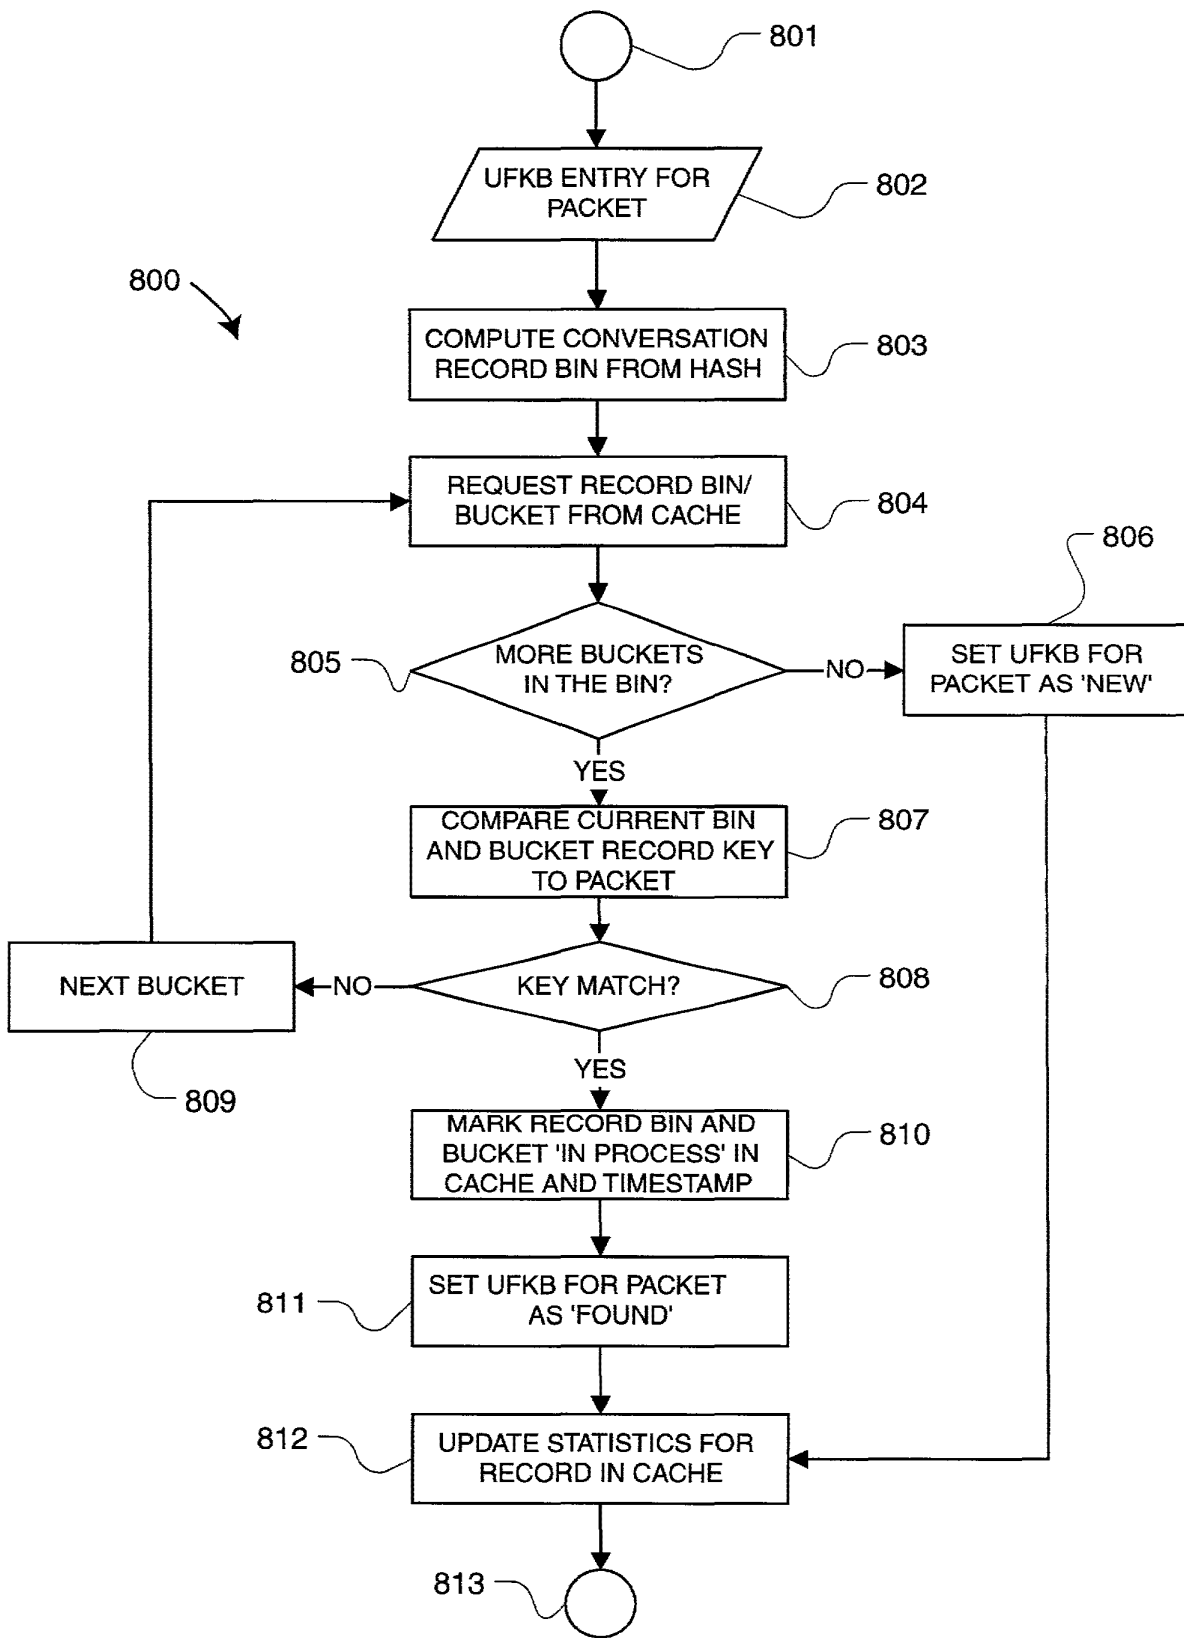 801
UFKB ENTRY FOR
PACKET
802
800
COMPUTE CONVERSATION
RECORD BIN FROM HASH
803
REQUEST RECORD BIN/
BUCKET FROM CACHE
804
806
805
MORE BUCKETS
IN THE BIN?
NO
SET UFKB FOR
PACKET AS 'NEW'
YES
COMPARE CURRENT BIN
AND BUCKET RECORD KEY
TO PACKET
807
NEXT BUCKET
NO
KEY MATCH?
808
809
YES
MARK RECORD BIN AND
BUCKET 'IN PROCESS' IN
CACHE AND TIMESTAMP
810
811
SET UFKB FOR PACKET
AS 'FOUND'
812
UPDATE STATISTICS FOR
RECORD IN CACHE
813